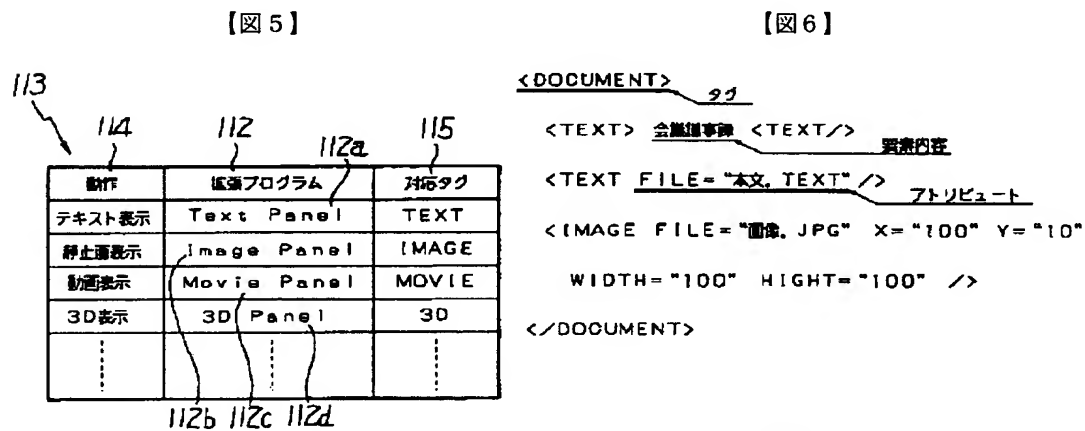 【図5】
113
114 112 115
112a
動作 拡張プログラム 対応タグ
テキスト表示 Text Panel TEXT
静止画表示 Image Panel IMAGE
動画表示 Movie Panel MOVIE
3D表示 3D Panel 3D
112b 112c 112d
【図6】
<DOCUMENT>
タグ
<TEXT> 会議議事録 <TEXT/>
要素内容
<TEXT FILE="本文.TEXT"/>
アトリビュート
<IMAGE FILE="画像.JPG" X="100" Y="10"
WIDTH="100" HIGHT="100" />
</DOCUMENT>